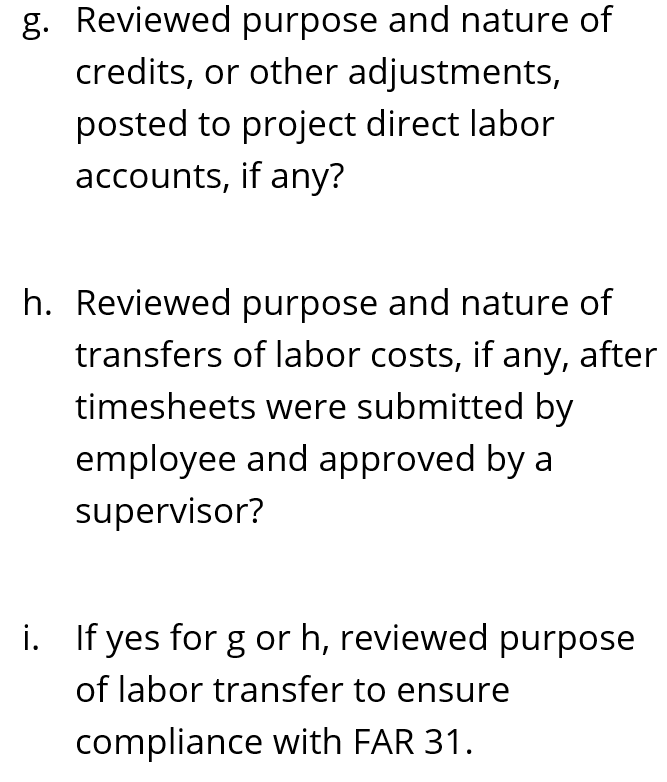 g. Reviewed purpose and nature of
credits, or other adjustments,
posted to project direct labor
accounts, if any?
h. Reviewed purpose and nature of
transfers of labor costs, if any, after
timesheets were submitted by
employee and approved by a
supervisor?
i. If yes for g or h, reviewed purpose
of labor transfer to ensure
compliance with FAR 31.